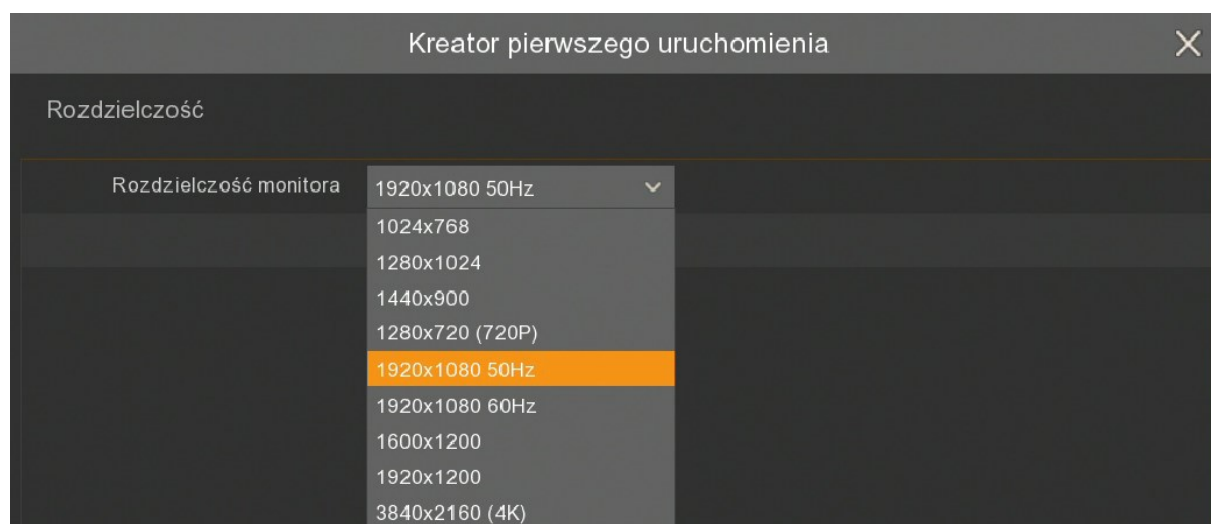 Kreator pierwszego uruchomienia
Rozdzielczość
Rozdzielczość monitora 1920x1080 50Hz
1024x768
1280x1024
1440x900
1280x720 (720P)
1920x1080 50Hz
1920x1080 60Hz
1600x1200
1920x1200
3840x2160 (4K)